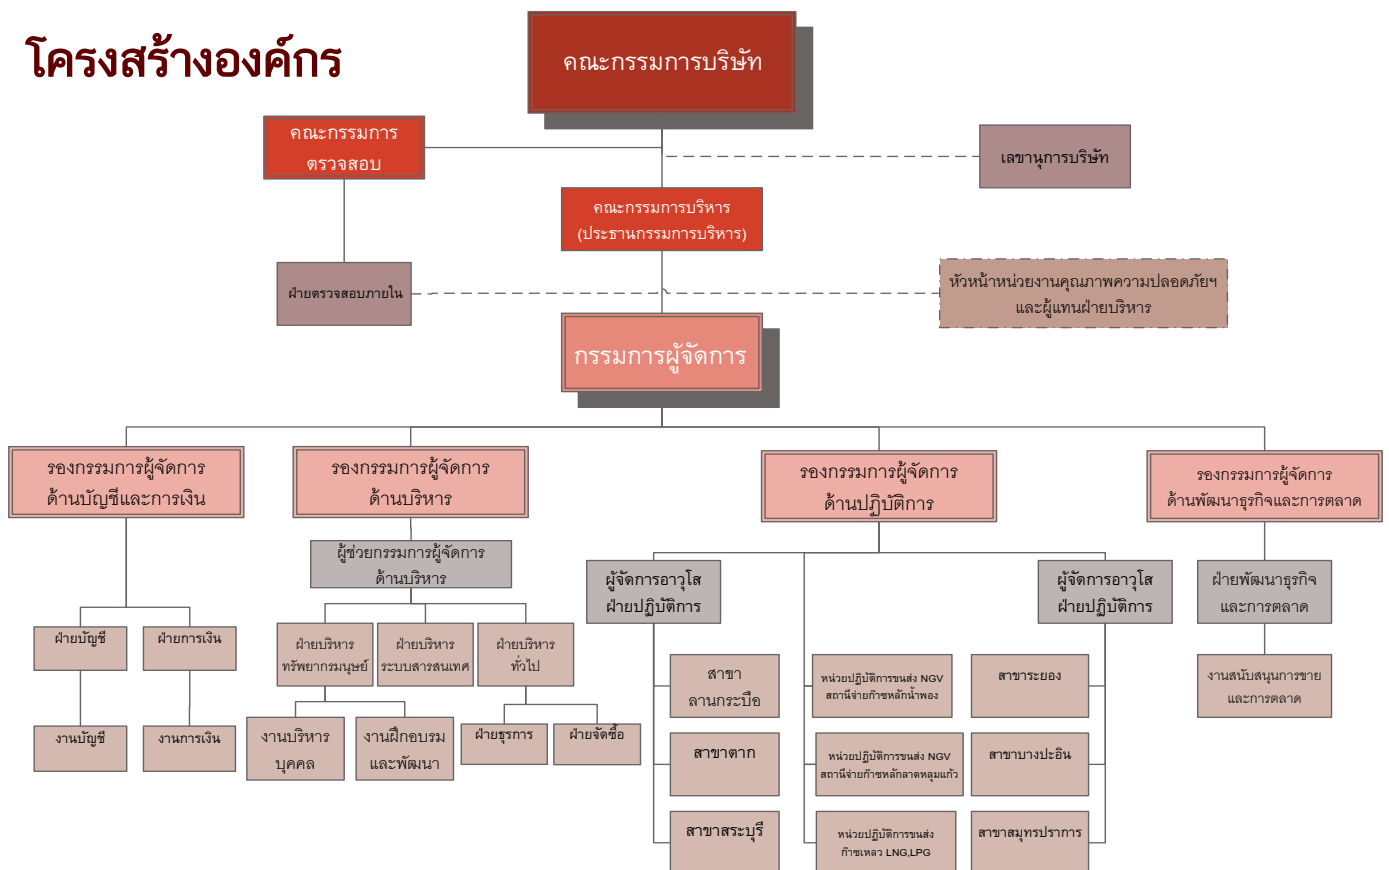 โครงสร้างองค์กร
คณะกรรมการบริษัท
คณะกรรมการ
ตรวจสอบ
เลขานุการบริษัท
คณะกรรมการบริหาร
(ประธานกรรมการบริหาร)
ฝ่ายตรวจสอบภายใน
หัวหน้าหน่วยงานคุณภาพความปลอดภัยฯ
และผู้แทนฝ่ายบริหาร
กรรมการผู้จัดการ
รองกรรมการผู้จัดการ
ด้านบัญชีและการเงิน
รองกรรมการผู้จัดการ
ด้านบริหาร
รองกรรมการผู้จัดการ
ด้านปฏิบัติการ
รองกรรมการผู้จัดการ
ด้านพัฒนาธุรกิจและการตลาด
ผู้ช่วยกรรมการผู้จัดการ
ด้านบริหาร
ผู้จัดการอาวุโส
ฝ่ายปฏิบัติการ
ผู้จัดการอาวุโส
ฝ่ายปฏิบัติการ
ฝ่ายพัฒนาธุรกิจ
และการตลาด
ฝ่ายบัญชี
ฝ่ายการเงิน
ฝ่ายบริหาร
ทรัพยากรมนุษย์
ฝ่ายบริหาร
ระบบสารสนเทศ
ฝ่ายบริหาร
ทั่วไป
สาขา
ลานกระบือ
หน่วยปฏิบัติการขนส่ง NGV
สถานีจ่ายก๊าซหลักน้ำพอง
สาขาระยอง
งานสนับสนุนการขาย
และการตลาด
งานบัญชี
งานการเงิน
งานบริหาร
บุคคล
งานฝึกอบรม
และพัฒนา
ฝ่ายธุรการ
ฝ่ายจัดซื้อ
สาขาตาก
หน่วยปฏิบัติการขนส่ง NGV
สถานีจ่ายก๊าซหลักลาดหลุมแก้ว
สาขาบางปะอิน
สาขาสระบุรี
หน่วยปฏิบัติการขนส่ง
ก๊าซเหลว LNG,LPG
สาขาสมุทรปราการ